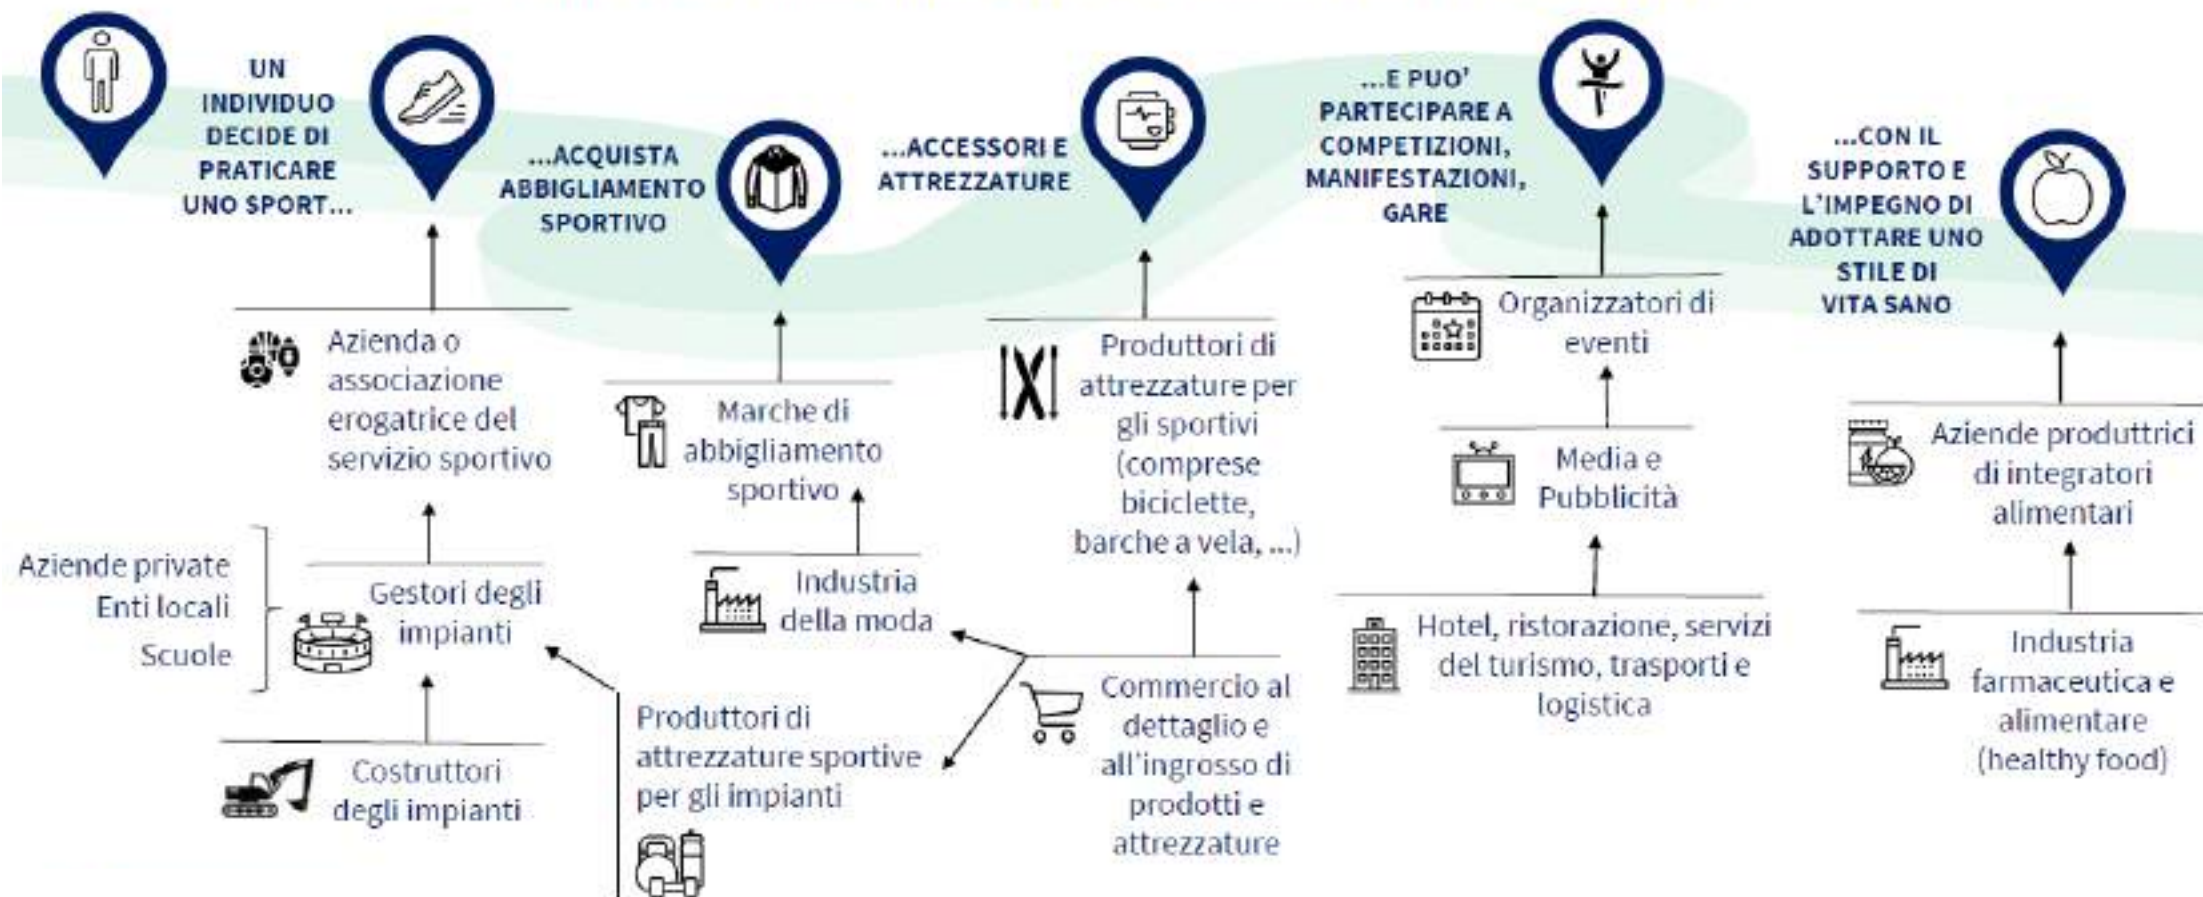 UN
INDIVIDUO
DECIDE DI
PRATICARE
UNO SPORT...
...ACQUISTA
ABBIGLIAMENTO
SPORTIVO
...ACCESSORI E
ATTREZZATURE
...E PUO'
PARTECIPARE A
COMPETIZIONI,
MANIFESTAZIONI,
GARE
...CON IL
SUPPORTO E
L'IMPEGNO DI
ADOTTARE UNO
STILE DI
VITA SANO
Azienda o
associazione
erogatrice del
servizio sportivo
Aziende private
Enti locali
Scuole
Gestori degli
impianti
Costruttori
degli impianti
Marche di
abbigliamento
sportivo
Industria
della moda
Produttori di
attrezzature sportive
per gli impianti
Produttori di
attrezzature per
gli sportivi
(comprese
biciclette,
barche a vela, ...)
Commercio al
dettaglio e
all'ingrosso di
prodotti e
attrezzature
Organizzatori di
eventi
Media e
Pubblicità
Hotel, ristorazione, servizi
del turismo, trasporti e
logistica
Aziende produttrici
di integratori
alimentari
Industria
farmaceutica e
alimentare
(healthy food)